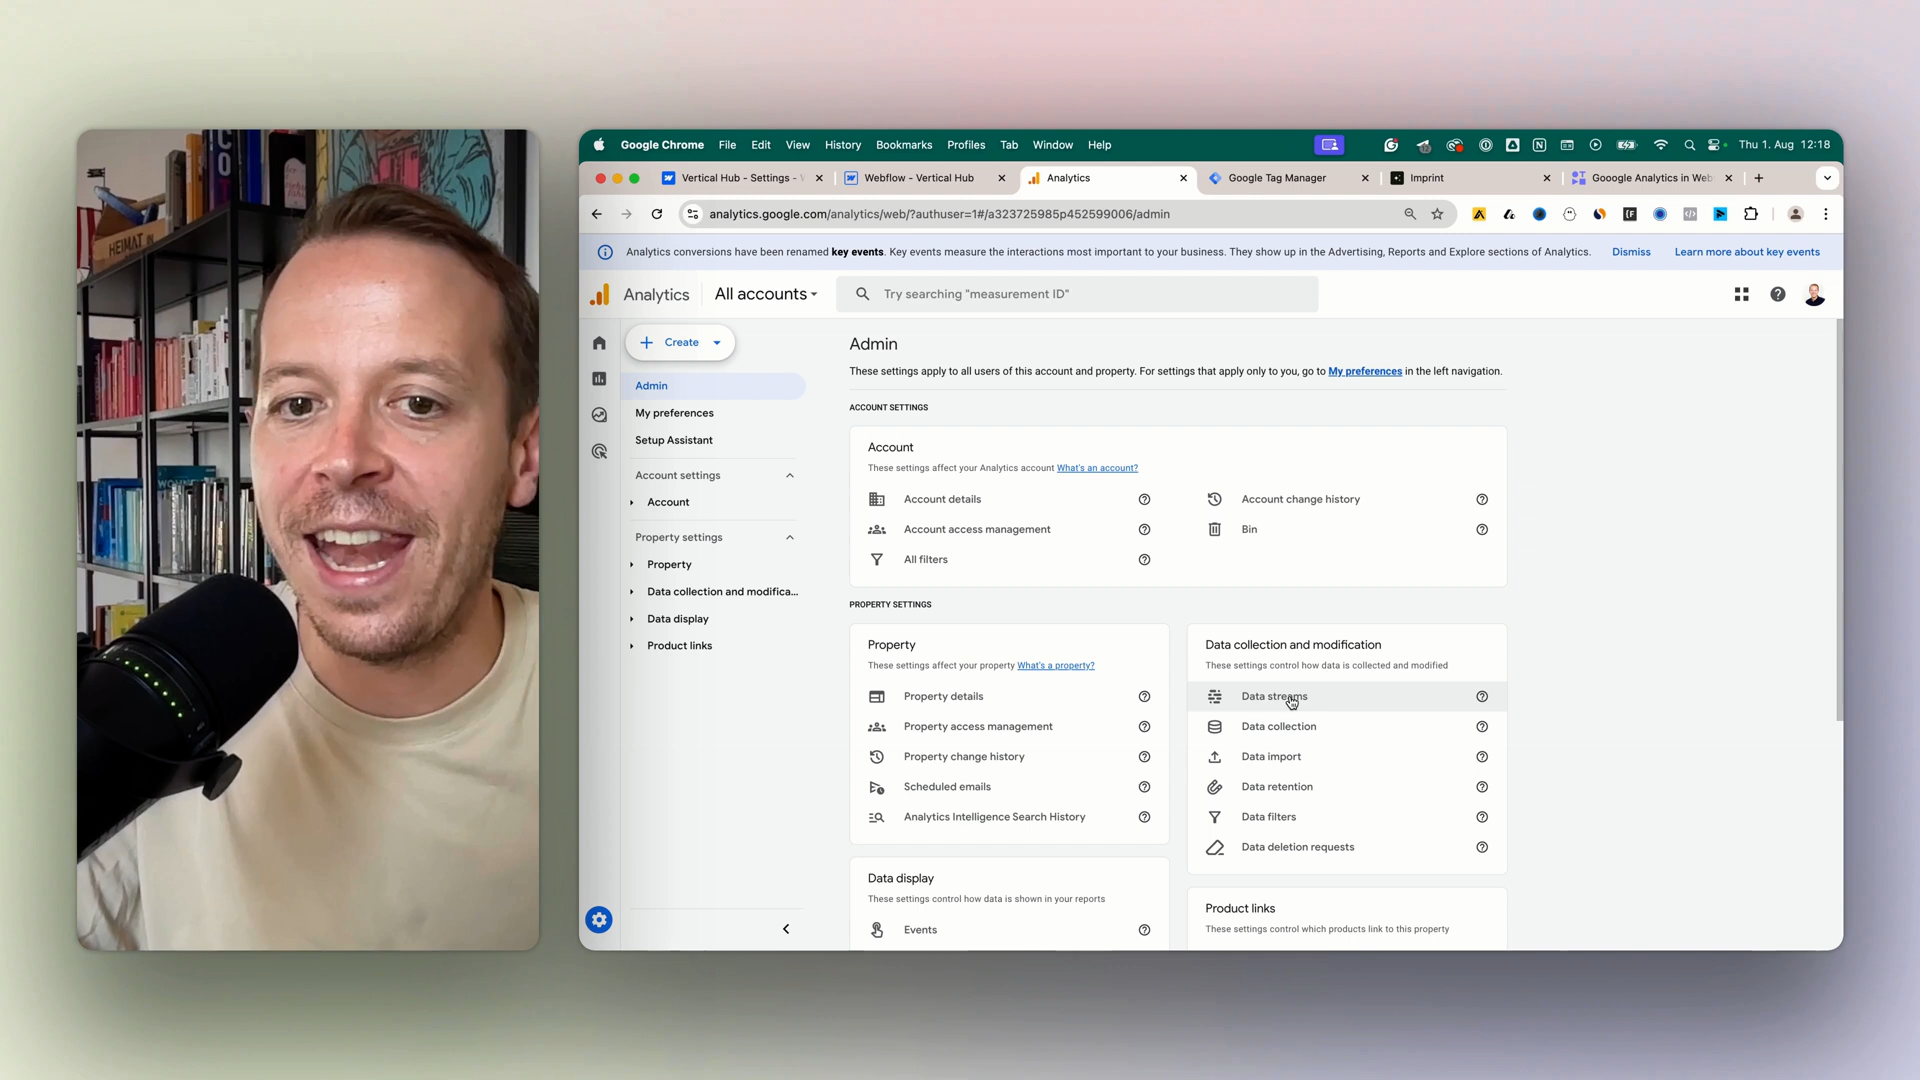 HEIMAT
Google Chrome File Edit View History Bookmarks Profiles Tab Window Help Thu 1. Aug 12:18
Vertical Hub - Settings - Webflow - Vertical Hub Analytics Google Tag Manager Imprint Gooogle Analytics in Web
analytics.google.com/analytics/web/?authuser=1#/a323725985p452599006/admin
Analytics conversions have been renamed key events. Key events measure the interactions most important to your business. They show up in the Advertising, Reports and Explore sections of Analytics. Dismiss Learn more about key events
Analytics All accounts Try searching "measurement ID"
Create
Admin
My preferences
Setup Assistant
Account settings
Account
Property settings
Property
Data collection and modifica...
Data display
Product links
Admin
These settings apply to all users of this account and property. For settings that apply only to you, go to My preferences in the left navigation.
ACCOUNT SETTINGS
Account
These settings affect your Analytics account What's an account?
Account details
Account change history
Account access management
Bin
All filters
PROPERTY SETTINGS
Property
These settings affect your property What's a property?
Property details
Property access management
Property change history
Scheduled emails
Analytics Intelligence Search History
Data collection and modification
These settings control how data is collected and modified
Data streams
Data collection
Data import
Data retention
Data filters
Data deletion requests
Data display
These settings control how data is shown in your reports
Events
Product links
These settings control which products link to this property